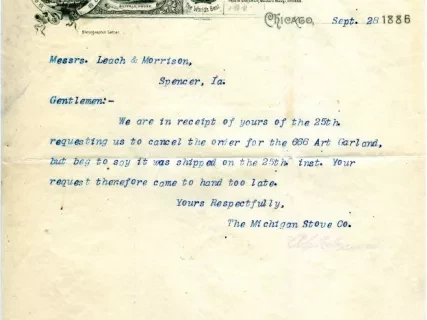 CHICAGO, Sept. 28 1886
Messrs. Leach & Morrison,
Spencer, Ia.
Gentlemen:-
We are in receipt of yours of the 25th
requesting us to cancel the order for the 666 Art Garland,
but beg to say it was shipped on the 25th inst. Your
request therefore came to hand too late.
Yours Respectfully,
The Michigan Stove Co.